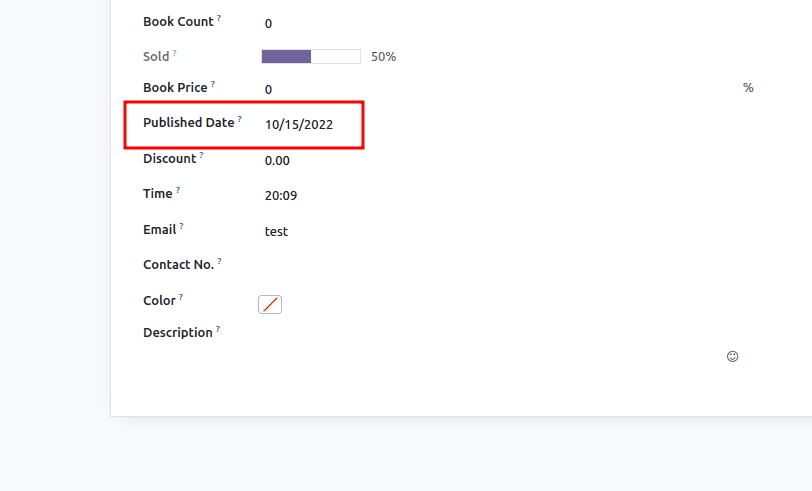 Book Count ? 0
Sold ? 50%
Book Price ? 0 %
Published Date ? 10/15/2022
Discount ? 0.00
Time ? 20:09
Email ? test
Contact No. ?
Color ?
Description ?